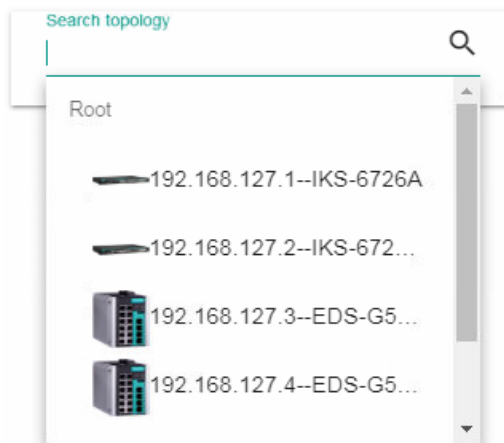 Search topology
Root
192.168.127.1--IKS-6726A
192.168.127.2--IKS-672...
192.168.127.3--EDS-G5...
192.168.127.4--EDS-G5...